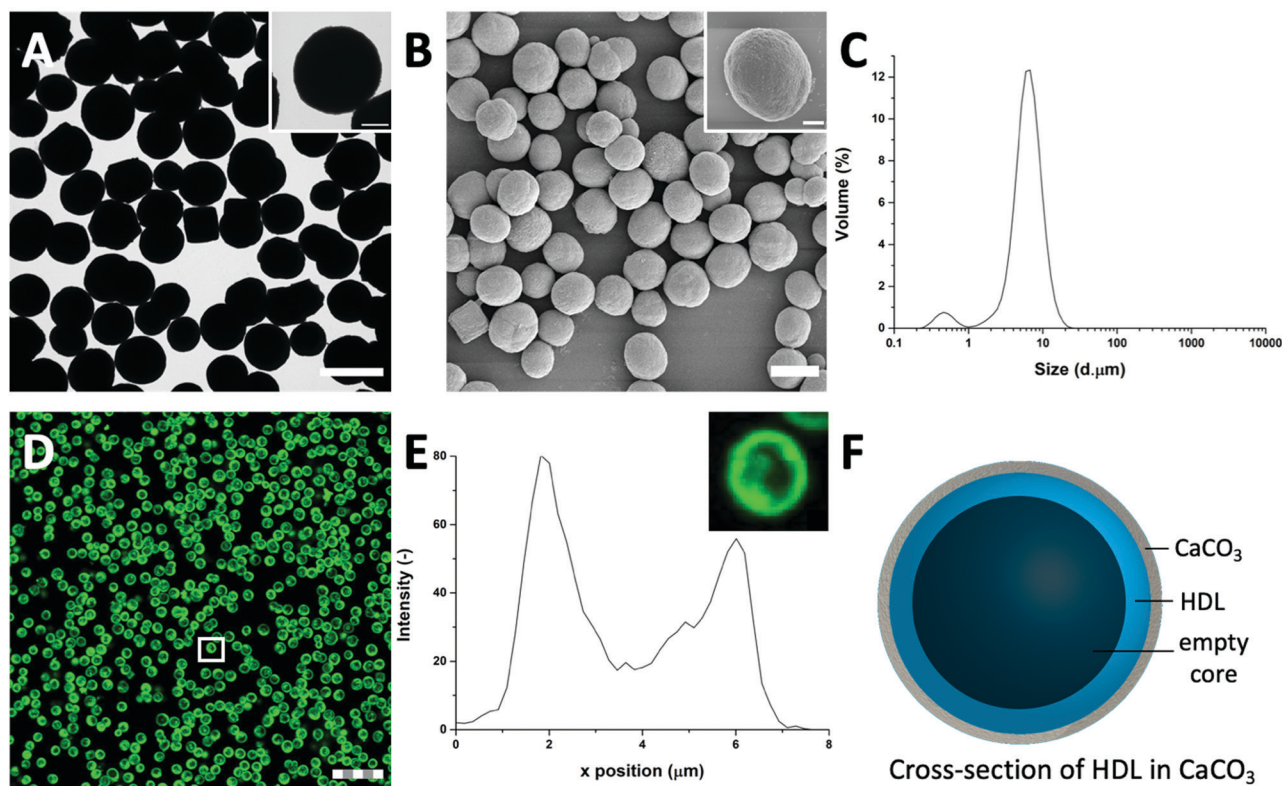 A
B
C
12
10
8
6
4
2
0
Volume (%)
0.1
1
10
100
1000
10000
Size (d.μm)
D
E
80
60
40
20
0
Intensity (-)
0
2
4
6
8
x position (μm)
F
CaCO₃
HDL
empty
core
Cross-section of HDL in CaCO₃